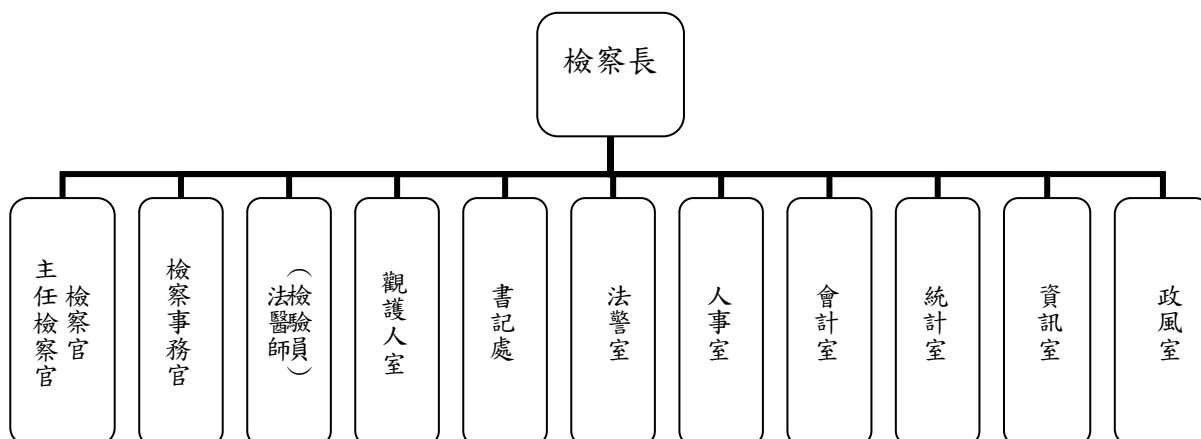 檢察長
主任檢察官
檢察官
檢察事務官
法醫師
（檢驗員）
觀護人室
書記處
法警室
人事室
會計室
統計室
資訊室
政風室